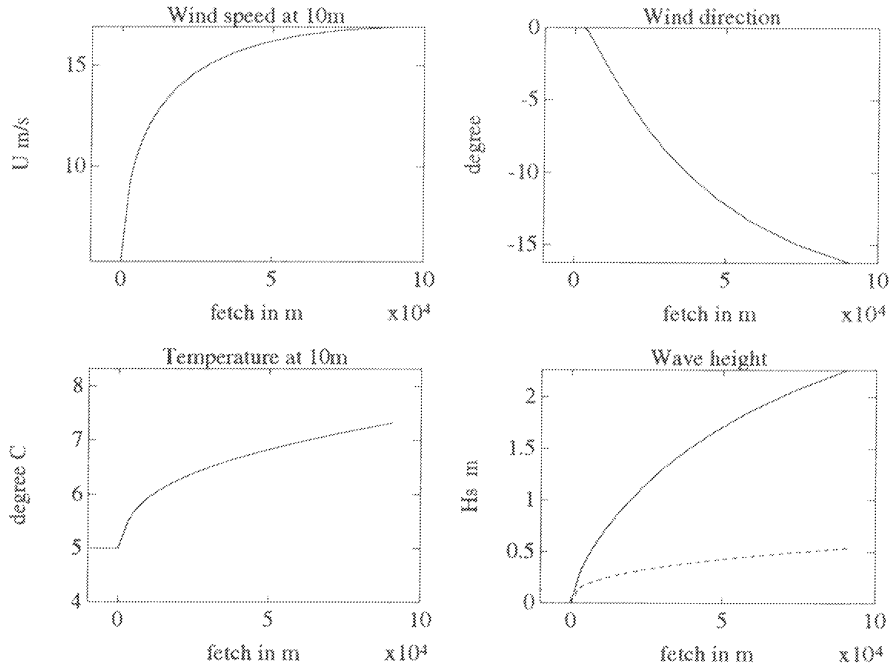 Wind speed at 10m
U m/s
15
10
0
5
10
fetch in m
x10⁴
Wind direction
degree
0
-5
-10
-15
0
5
10
fetch in m
x10⁴
Temperature at 10m
degree C
8
7
6
5
4
0
5
10
fetch in m
x10⁴
Wave height
Hs m
2
1.5
1
0.5
0
0
5
10
fetch in m
x10⁴